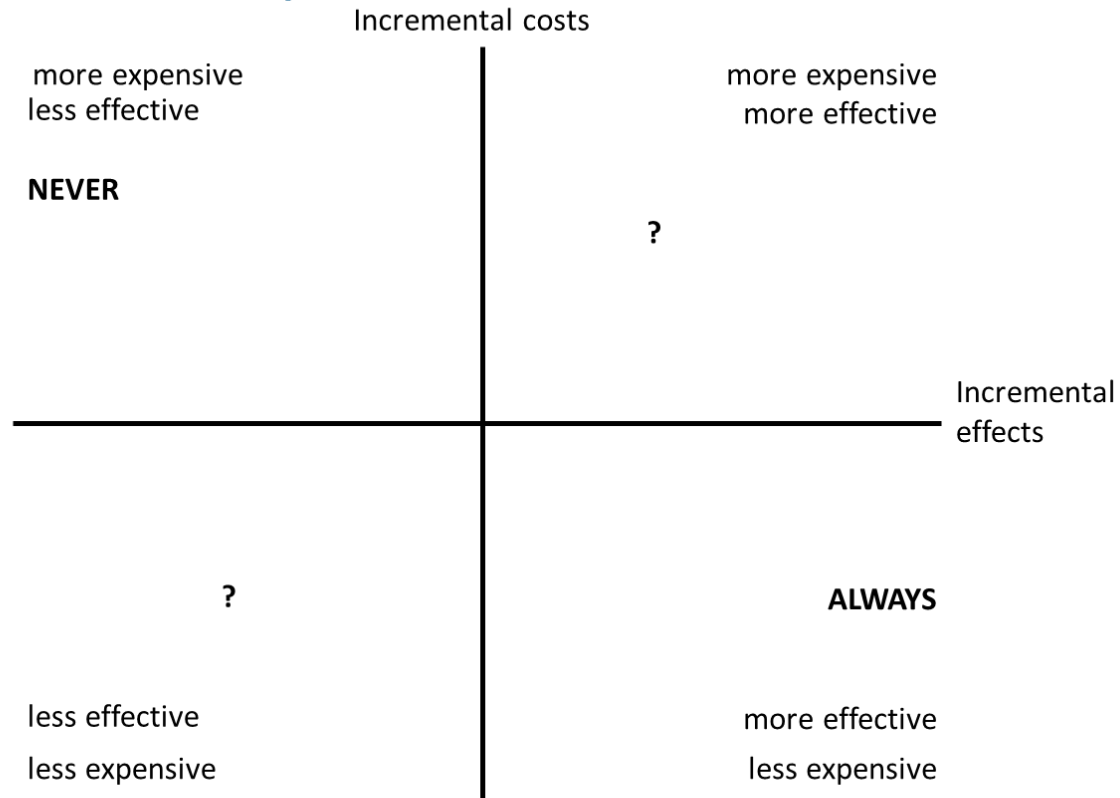 Incremental costs
more expensive
less effective
more expensive
more effective
NEVER
?
Incremental
effects
?
ALWAYS
less effective
less expensive
more effective
less expensive